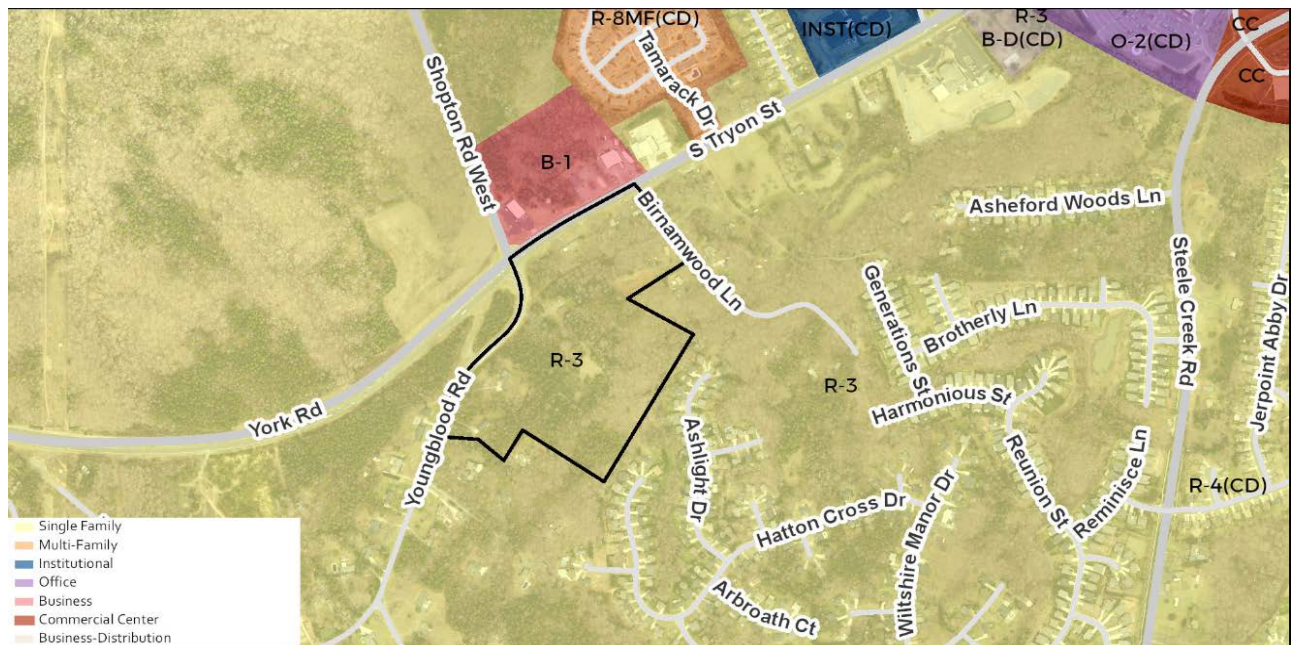 R-8MF(CD)
INST(CD)
R-3
B-D(CD)
O-2(CD)
CC
CC
Shopton Rd West
Tamarack Dr
S Tryon St
B-1
Birnamwood Ln
Asheford Woods Ln
Steele Creek Rd
Generations St
Brotherly Ln
Jerpoint Abby Dr
R-3
R-3
Harmonious St
York Rd
Youngblood Rd
Ashlight Dr
Reunion St
Reminisce Ln
R-4(CD)
Hatton Cross Dr
Wiltshire Manor Dr
Arbroath Ct
Single Family
Multi-Family
Institutional
Office
Business
Commercial Center
Business-Distribution